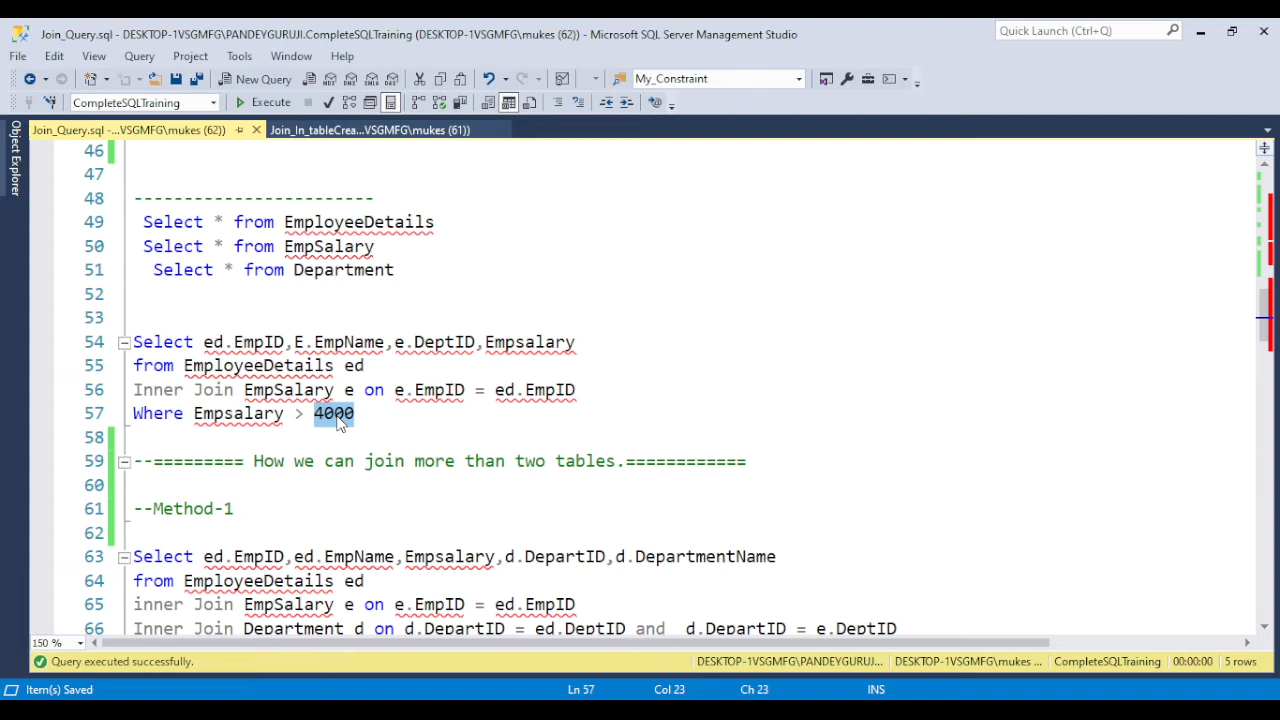 Join_Query.sql - DESKTOP-1VSGMFG\PANDEYGURUJI.CompleteSQLTraining (DESKTOP-1VSGMFG\mukes (62)) - Microsoft SQL Server Management Studio
Quick Launch (Ctrl+Q)
File Edit View Query Project Tools Window Help
New Query
My_Constraint
CompleteSQLTraining
Execute
Join_Query.sql -...VSGMFG\mukes (62))
Join_In_tableCrea...VSGMFG\mukes (61))
Object Explorer
46
47
48 ------------------------
49 Select * from EmployeeDetails
50 Select * from EmpSalary
51 Select * from Department
52
53
54 Select ed.EmpID,E.EmpName,e.DeptID,Empsalary
55 from EmployeeDetails ed
56 Inner Join EmpSalary e on e.EmpID = ed.EmpID
57 Where Empsalary > 4000
58
59 --========= How we can join more than two tables.============
60
61 --Method-1
62
63 Select ed.EmpID,ed.EmpName,Empsalary,d.DepartID,d.DepartmentName
64 from EmployeeDetails ed
65 inner Join EmpSalary e on e.EmpID = ed.EmpID
66 Inner Join Department d on d.DepartID = ed.DeptID and d.DepartID = e.DeptID
150 %
Query executed successfully.
DESKTOP-1VSGMFG\PANDEYGURUJI... DESKTOP-1VSGMFG\mukes ... CompleteSQLTraining 00:00:00 5 rows
Item(s) Saved
Ln 57 Col 23 Ch 23 INS